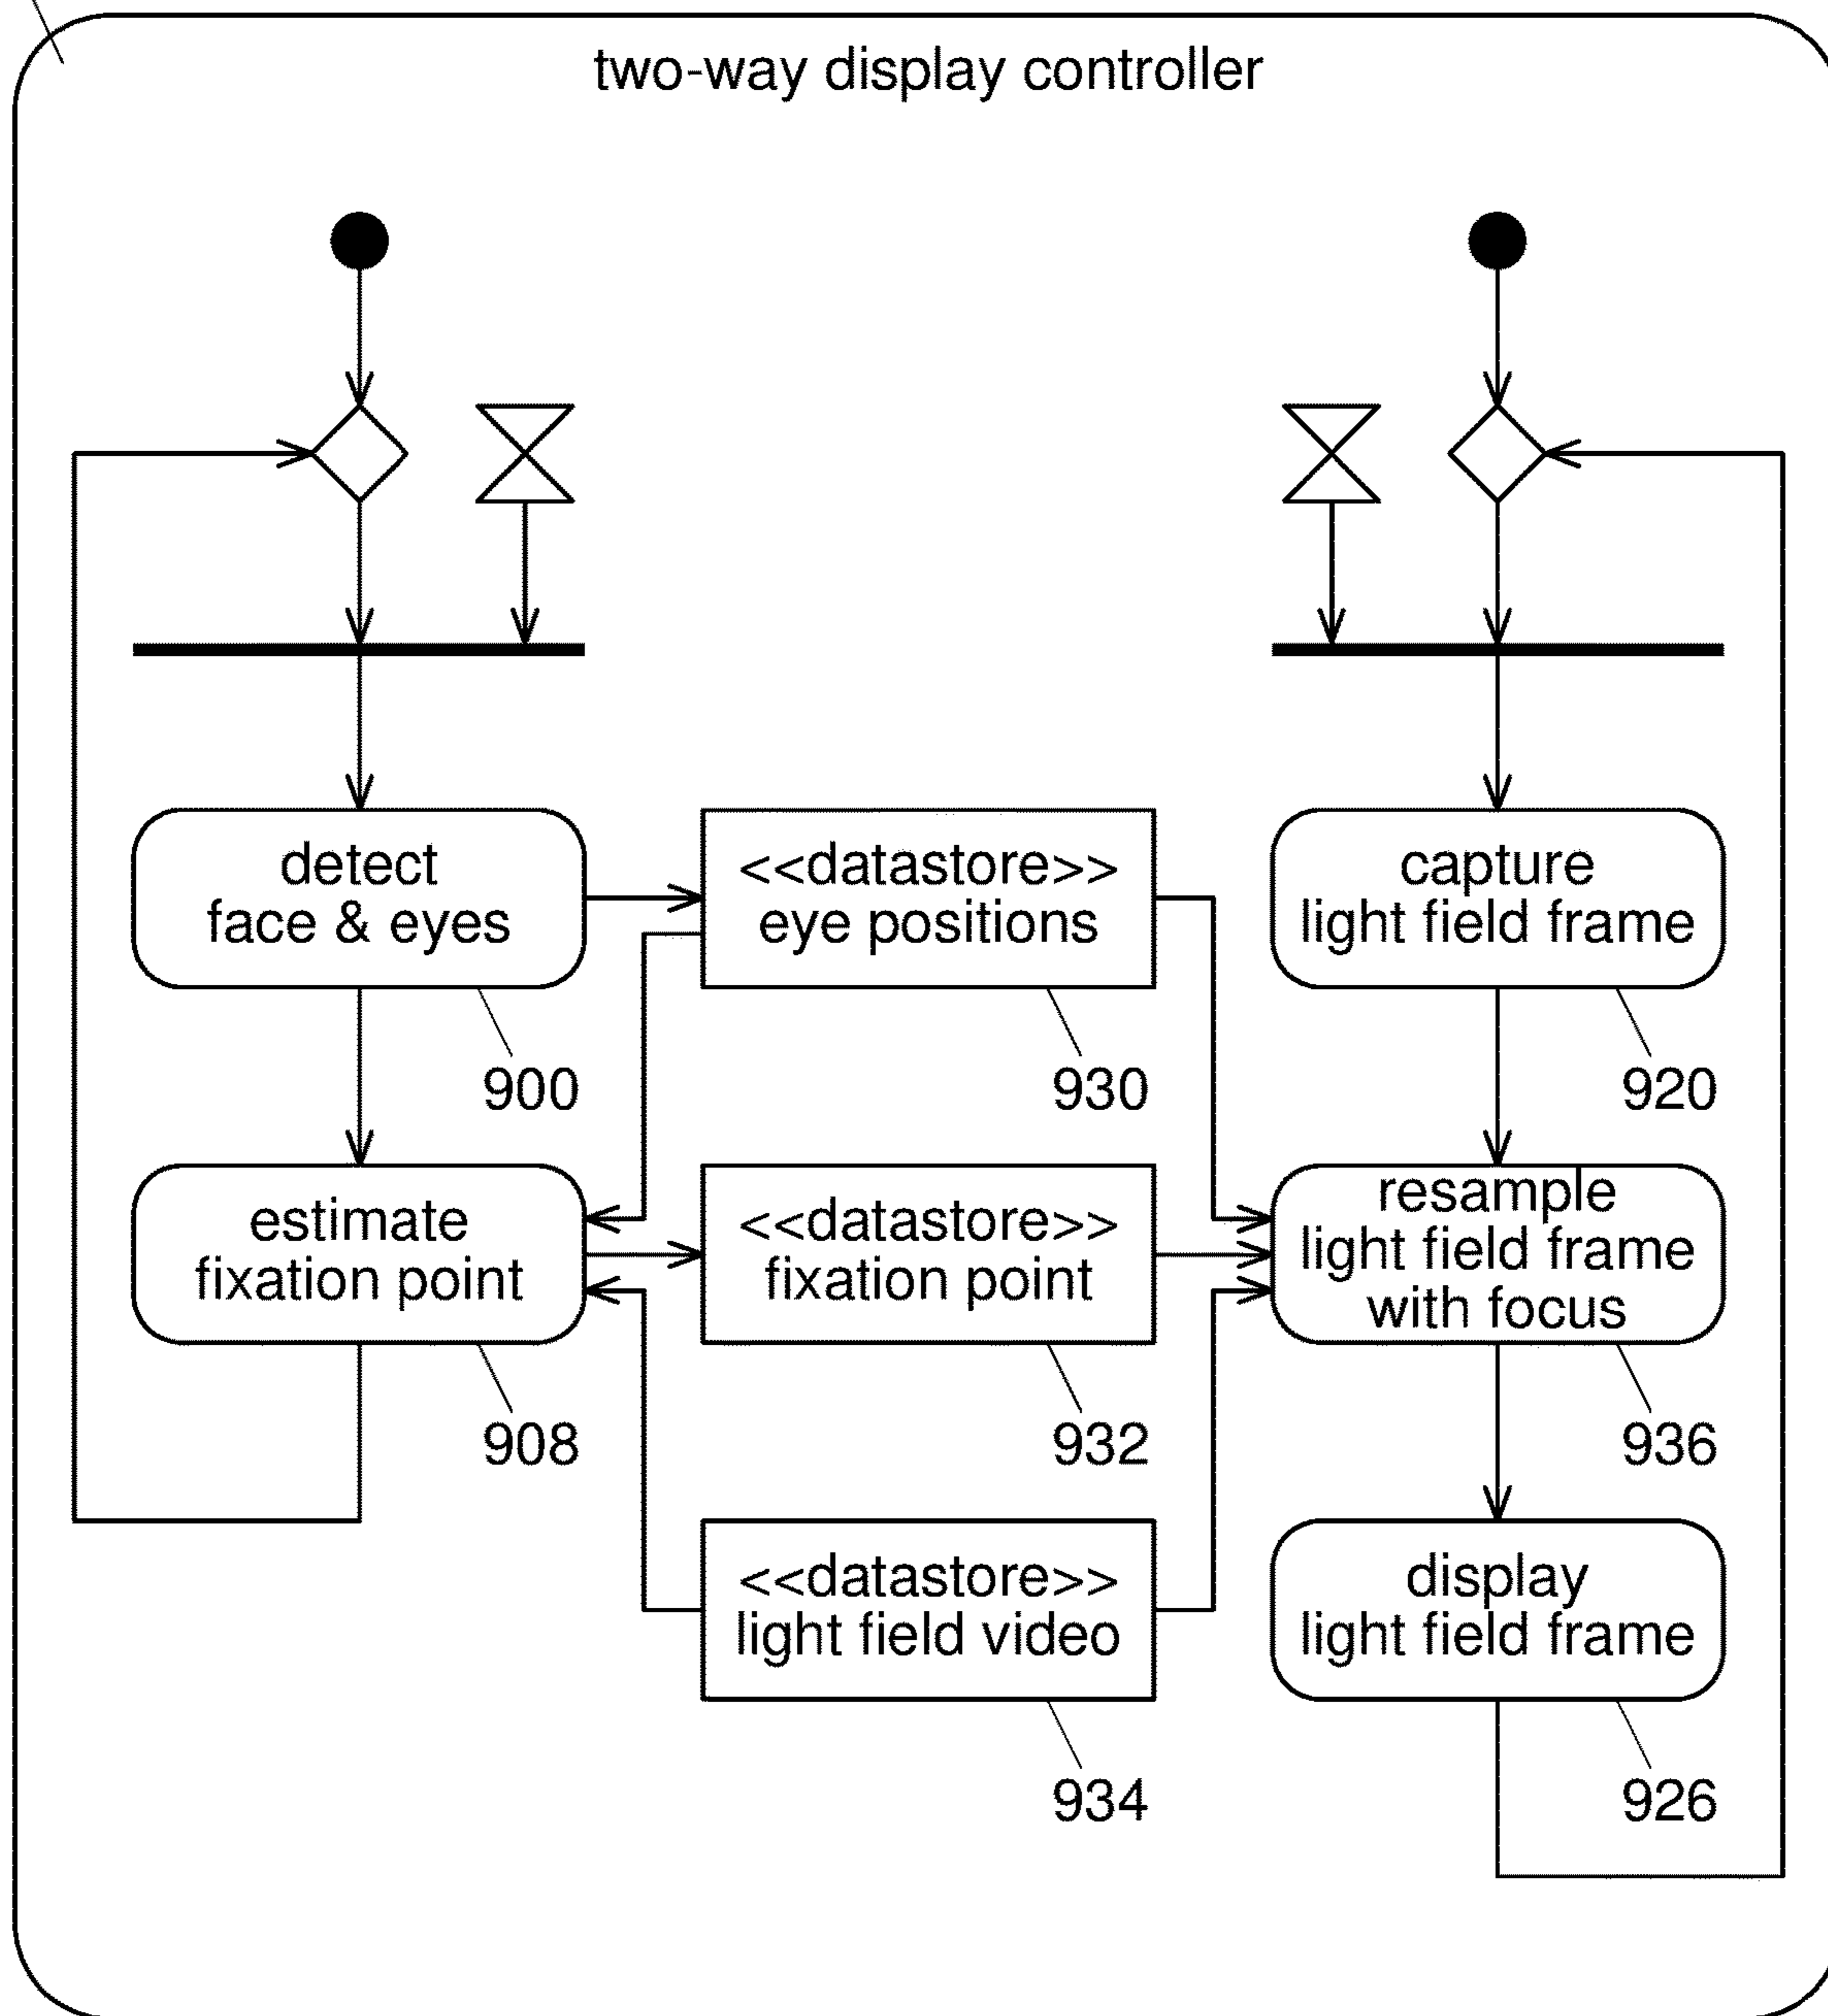 two-way display controller
detect
face & eyes
900
<<datastore>>
eye positions
930
capture
light field frame
920
estimate
fixation point
908
<<datastore>>
fixation point
932
resample
light field frame
with focus
936
<<datastore>>
light field video
934
display
light field frame
926